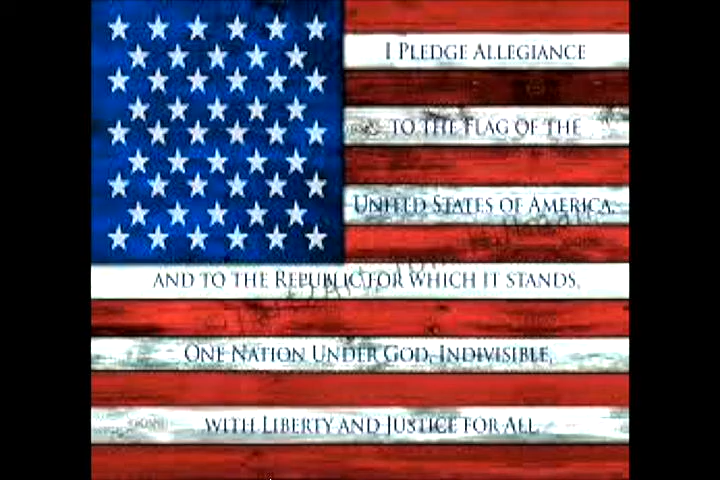 I PLEDGE ALLEGIANCE
TO THE FLAG OF THE
UNITED STATES OF AMERICA,
AND TO THE REPUBLIC FOR WHICH IT STANDS,
ONE NATION UNDER GOD, INDIVISIBLE,
WITH LIBERTY AND JUSTICE FOR ALL.